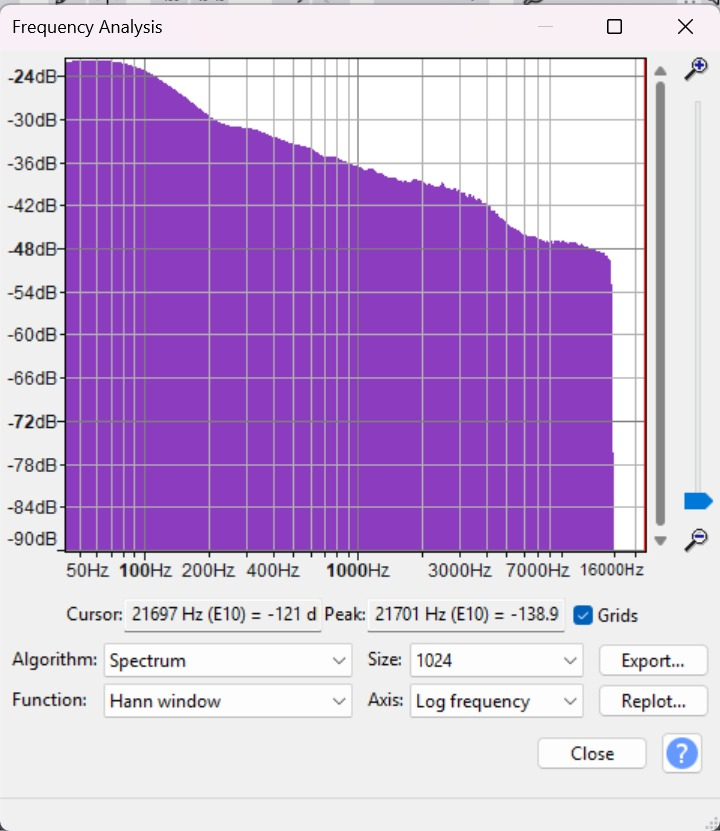 Frequency Analysis
-24dB
-30dB
-36dB
-42dB
-48dB
-54dB
-60dB
-66dB
-72dB
-78dB
-84dB
-90dB
50Hz 100Hz 200Hz 400Hz 1000Hz 3000Hz 7000Hz 16000Hz
Cursor: 21697 Hz (E10) = -121 d Peak: 21701 Hz (E10) = -138.9 Grids
Algorithm: Spectrum Size: 1024 Export...
Function: Hann window Axis: Log frequency Replot...
Close ?